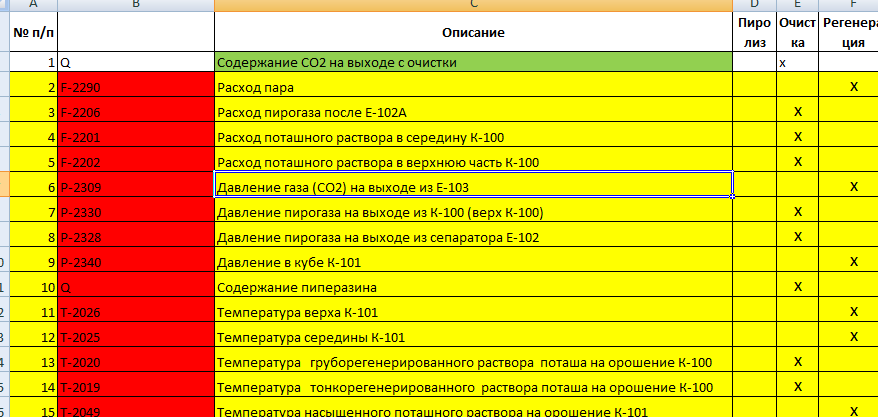 A B C D E F
№ п/п Описание Пиро лиз Очист ка Регенера ция
1 Q Содержание СО2 на выходе с очистки x
2 F-2290 Расход пара x
3 F-2206 Расход пирогаза после Е-102А x
4 F-2201 Расход поташного раствора в середину К-100 x
5 F-2202 Расход поташного раствора в верхнюю часть К-100 x
6 P-2309 Давление газа (СО2) на выходе из Е-103 x
7 P-2330 Давление пирогаза на выходе из К-100 (верх К-100) x
8 P-2328 Давление пирогаза на выходе из сепаратора Е-102 x
9 P-2340 Давление в кубе К-101 x
10 Q Содержание пиперазина x
11 T-2026 Температура верха К-101 x
12 T-2025 Температура середины К-101 x
13 T-2020 Температура груборегенерированного раствора поташа на орошение К-100 x
14 T-2019 Температура тонкорегенерированного раствора поташа на орошение К-100 x
15 T-2049 Температура насыщенного поташного раствора на орошение К-101 x